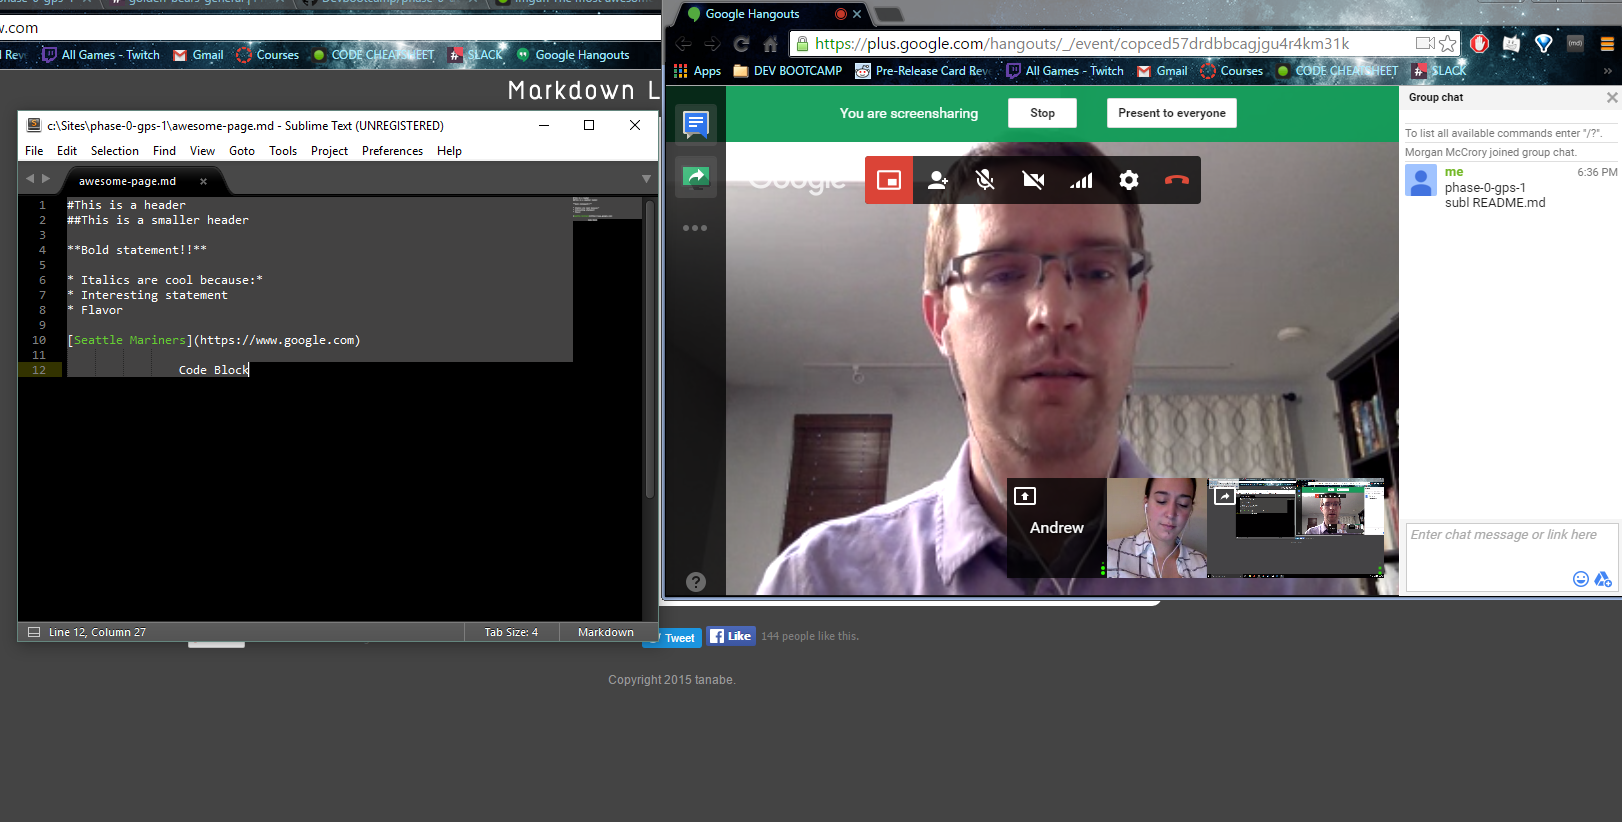 phase-0-gps-1
golden-bears-general
DevBootcamp/phase-0
Imgur: The most awesome
w.com
All Games - Twitch
Gmail
Courses
CODE CHEATSHEET
SLACK
Google Hangouts
Markdown L
c:\Sites\phase-0-gps-1\awesome-page.md - Sublime Text (UNREGISTERED)
File Edit Selection Find View Goto Tools Project Preferences Help
awesome-page.md
1 #This is a header
2 ##This is a smaller header
3
4 **Bold statement!!**
5
6 * Italics are cool because:*
7 * Interesting statement
8 * Flavor
9
10 [Seattle Mariners](https://www.google.com)
11
12 Code Block
Line 12, Column 27
Tab Size: 4
Markdown
Tweet
Like
144 people like this.
Copyright 2015 tanabe.
Google Hangouts
https://plus.google.com/hangouts/_/event/copced57drdbbcagjgu4r4km31k
Apps
DEV BOOTCAMP
Pre-Release Card Rev
All Games - Twitch
Gmail
Courses
CODE CHEATSHEET
SLACK
You are screensharing
Stop
Present to everyone
Google
Andrew
Group chat
To list all available commands enter "/?".
Morgan McCrory joined group chat.
me 6:36 PM
phase-0-gps-1
subl README.md
Enter chat message or link here